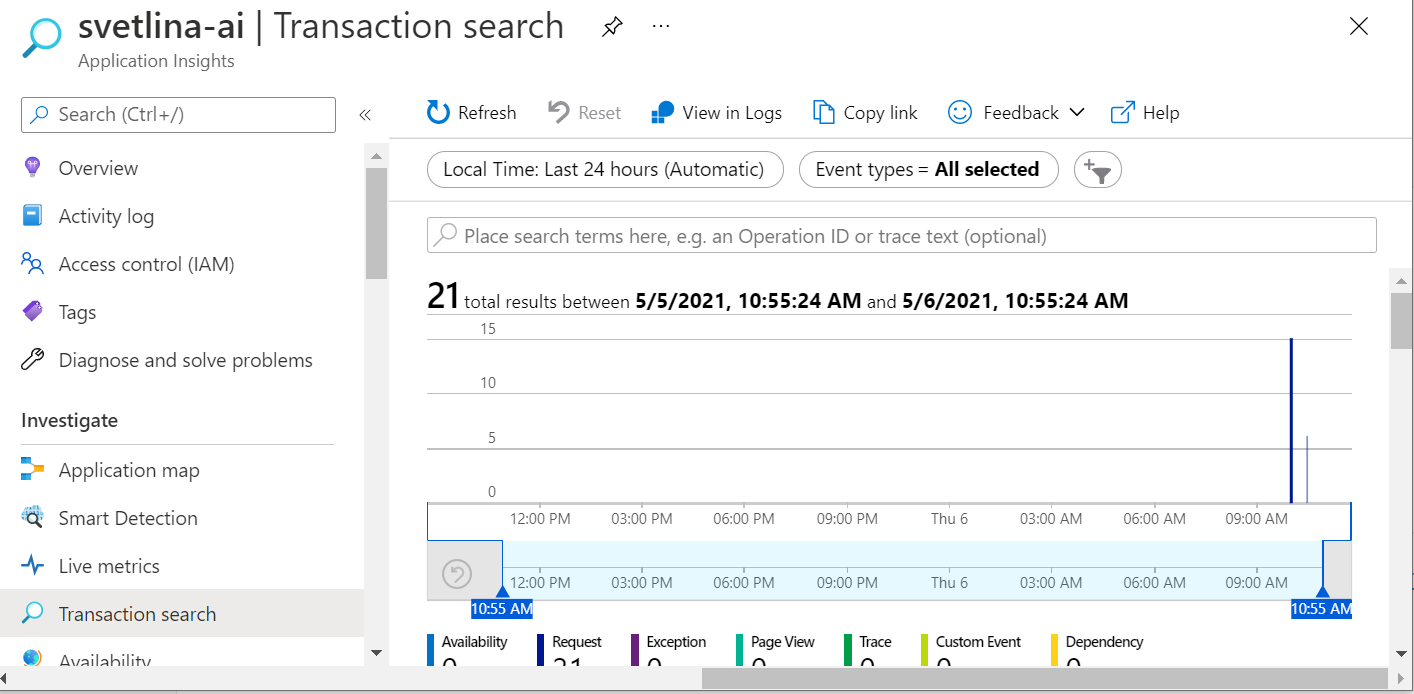 svetlina-ai | Transaction search
Application Insights
Search (Ctrl+/)
Overview
Activity log
Access control (IAM)
Tags
Diagnose and solve problems
Investigate
Application map
Smart Detection
Live metrics
Transaction search
Availability
Refresh Reset View in Logs Copy link Feedback Help
Local Time: Last 24 hours (Automatic) Event types = All selected
Place search terms here, e.g. an Operation ID or trace text (optional)
21 total results between 5/5/2021, 10:55:24 AM and 5/6/2021, 10:55:24 AM
15
10
5
0
12:00 PM 03:00 PM 06:00 PM 09:00 PM Thu 6 03:00 AM 06:00 AM 09:00 AM
12:00 PM 03:00 PM 06:00 PM 09:00 PM Thu 6 03:00 AM 06:00 AM 09:00 AM
10:55 AM 10:55 AM
Availability Request Exception Page View Trace Custom Event Dependency
0 21 0 0 0 0 0